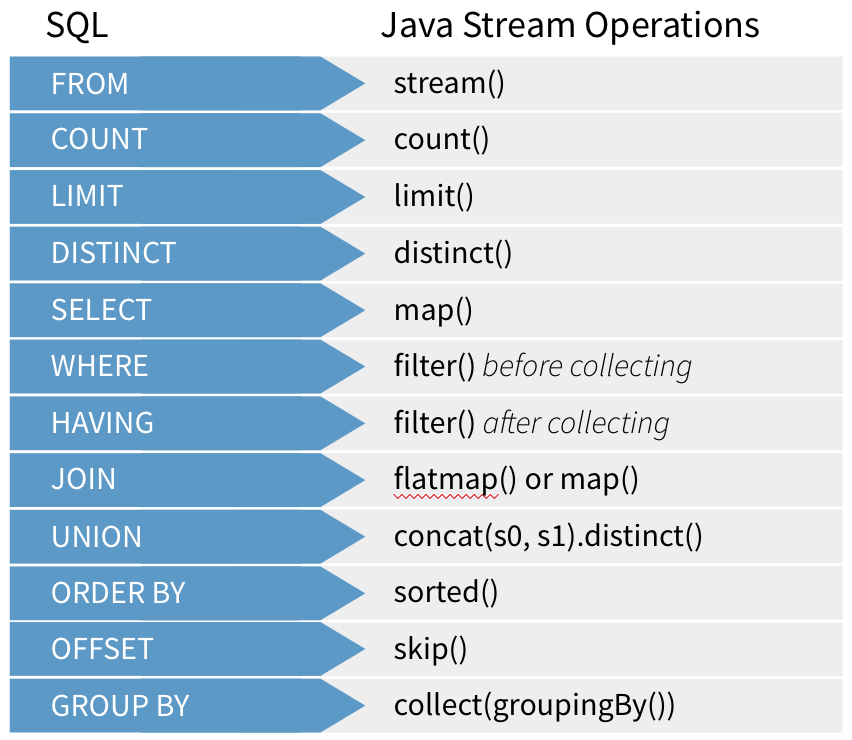 SQL Java Stream Operations
FROM stream()
COUNT count()
LIMIT limit()
DISTINCT distinct()
SELECT map()
WHERE filter() before collecting
HAVING filter() after collecting
JOIN flatmap() or map()
UNION concat(s0, s1).distinct()
ORDER BY sorted()
OFFSET skip()
GROUP BY collect(groupingBy())